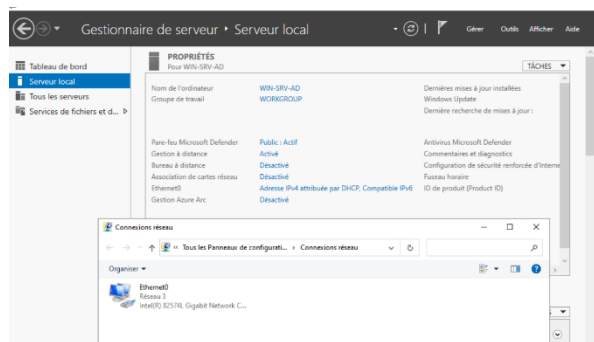 Gestionnaire de serveur ‣ Serveur local
Gérer Outils Afficher Aide
Tableau de bord
Serveur local
Tous les serveurs
Services de fichiers et d...
PROPRIÉTÉS
Pour WIN-SRV-AD
TÂCHES
Nom de l'ordinateur WIN-SRV-AD Dernières mises à jour installées
Groupe de travail WORKGROUP Windows Update
Dernière recherche de mises à jour :
Pare-feu Microsoft Defender Public : Actif Antivirus Microsoft Defender
Gestion à distance Activé Commentaires et diagnostics
Bureau à distance Désactivé Configuration de sécurité renforcée d'Interne
Association de cartes réseau Désactivé Fuseau horaire
Ethernet0 Adresse IPv4 attribuée par DHCP, Compatible IPv6 ID de produit (Product ID)
Gestion Azure Arc Désactivé
Connexions réseau
« Tous les Panneaux de configurati... › Connexions réseau
Organiser
Ethernet0
Réseau 3
Intel(R) 82574L Gigabit Network C...